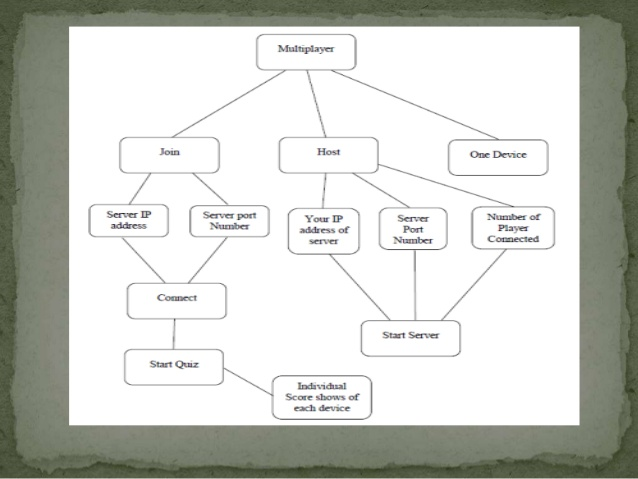 Multiplayer
Join
Host
One Device
Server IP
address
Server port
Number
Your IP
address of
server
Server
Port
Number
Number of
Player
Connected
Connect
Start Server
Start Quiz
Individual
Score shows of
each device